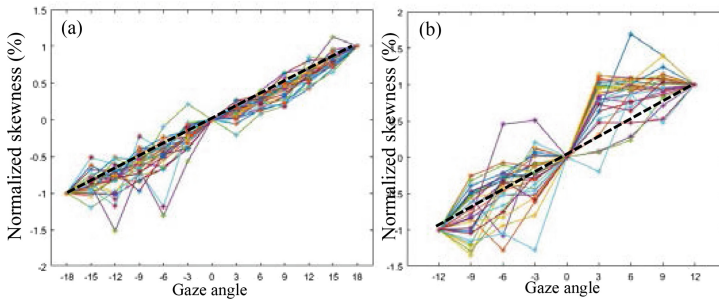 (a)
Normalized skewness (%)
1.5
1
0.5
0
-0.5
-1
-1.5
-2
-18 -15 -12 -9 -6 -3 0 3 6 9 12 15 18
Gaze angle
(b)
Normalized skewness (%)
2
1.5
1
0.5
0
-0.5
-1
-1.5
-12 -9 -6 -3 0 3 6 9 12
Gaze angle